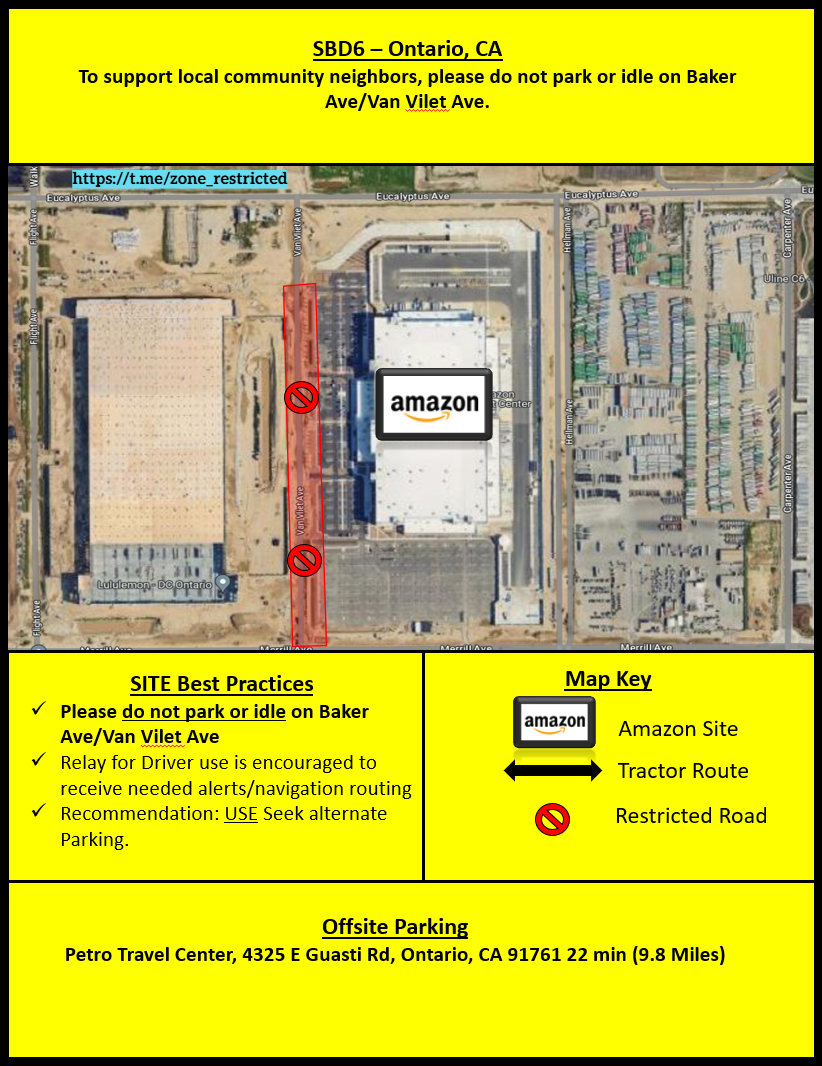 SBD6 – Ontario, CA
To support local community neighbors, please do not park or idle on Baker
Ave/Van Vilet Ave.
https://t.me/zone_restricted
Walk
Eucalyptus Ave
Eucalyptus Ave
Eucalyptus Ave
Eu
Flight Ave
Van Vliet Ave
Hellman Ave
Carpenter Ave
Uline C6
Flight Ave
amazon
azon
t Center
Hellman Ave
Carpenter Ave
Van Vliet Ave
Lululemon - DC Ontario
Flight Ave
Merrill Ave
Merrill Ave
Merrill Ave
Merrill Ave
SITE Best Practices
Please do not park or idle on Baker
Ave/Van Vilet Ave
Relay for Driver use is encouraged to
receive needed alerts/navigation routing
Recommendation: USE Seek alternate
Parking.
Map Key
amazon
Amazon Site
Tractor Route
Restricted Road
Offsite Parking
Petro Travel Center, 4325 E Guasti Rd, Ontario, CA 91761 22 min (9.8 Miles)